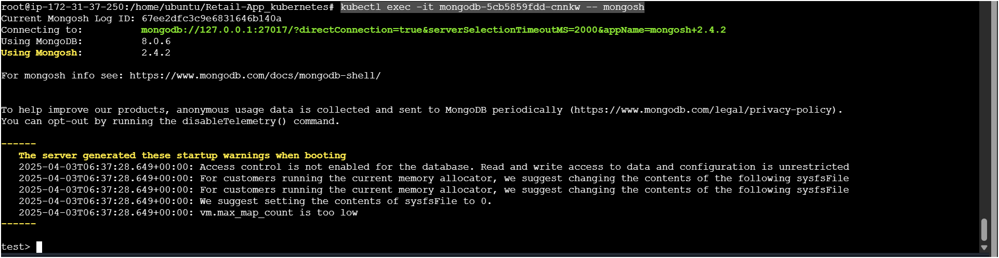 root@ip-172-31-37-250:/home/ubuntu/Retail-App_kubernetes# kubectl exec -it mongodb-5cb5859fdd-cnnkw -- mongosh
Current Mongosh Log ID: 67ee2dfc3c9e6831646b140a
Connecting to: mongodb://127.0.0.1:27017/?directConnection=true&serverSelectionTimeoutMS=2000&appName=mongosh+2.4.2
Using MongoDB: 8.0.6
Using Mongosh: 2.4.2
For mongosh info see: https://www.mongodb.com/docs/mongodb-shell/
To help improve our products, anonymous usage data is collected and sent to MongoDB periodically (https://www.mongodb.com/legal/privacy-policy).
You can opt-out by running the disableTelemetry() command.
------
The server generated these startup warnings when booting
2025-04-03T06:37:28.649+00:00: Access control is not enabled for the database. Read and write access to data and configuration is unrestricted
2025-04-03T06:37:28.649+00:00: For customers running the current memory allocator, we suggest changing the contents of the following sysfsFile
2025-04-03T06:37:28.649+00:00: For customers running the current memory allocator, we suggest changing the contents of the following sysfsFile
2025-04-03T06:37:28.649+00:00: We suggest setting the contents of sysfsFile to 0.
2025-04-03T06:37:28.649+00:00: vm.max_map_count is too low
------
test>